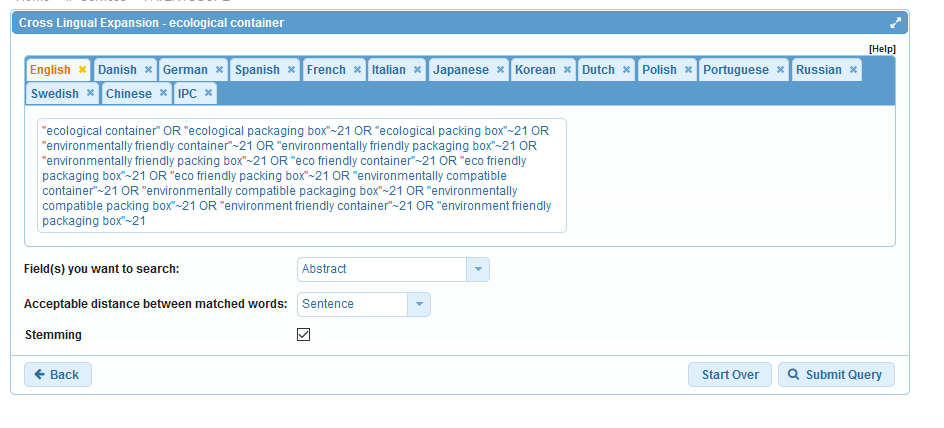 Cross Lingual Expansion - ecological container
[Help]
English × Danish × German × Spanish × French × Italian × Japanese × Korean × Dutch × Polish × Portuguese × Russian ×
Swedish × Chinese × IPC ×
"ecological container" OR "ecological packaging box"~21 OR "ecological packing box"~21 OR
"environmentally friendly container"~21 OR "environmentally friendly packaging box"~21 OR
"environmentally friendly packing box"~21 OR "eco friendly container"~21 OR "eco friendly
packaging box"~21 OR "eco friendly packing box"~21 OR "environmentally compatible
container"~21 OR "environmentally compatible packaging box"~21 OR "environmentally
compatible packing box"~21 OR "environment friendly container"~21 OR "environment friendly
packaging box"~21
Field(s) you want to search: Abstract
Acceptable distance between matched words: Sentence
Stemming
Back Start Over Submit Query